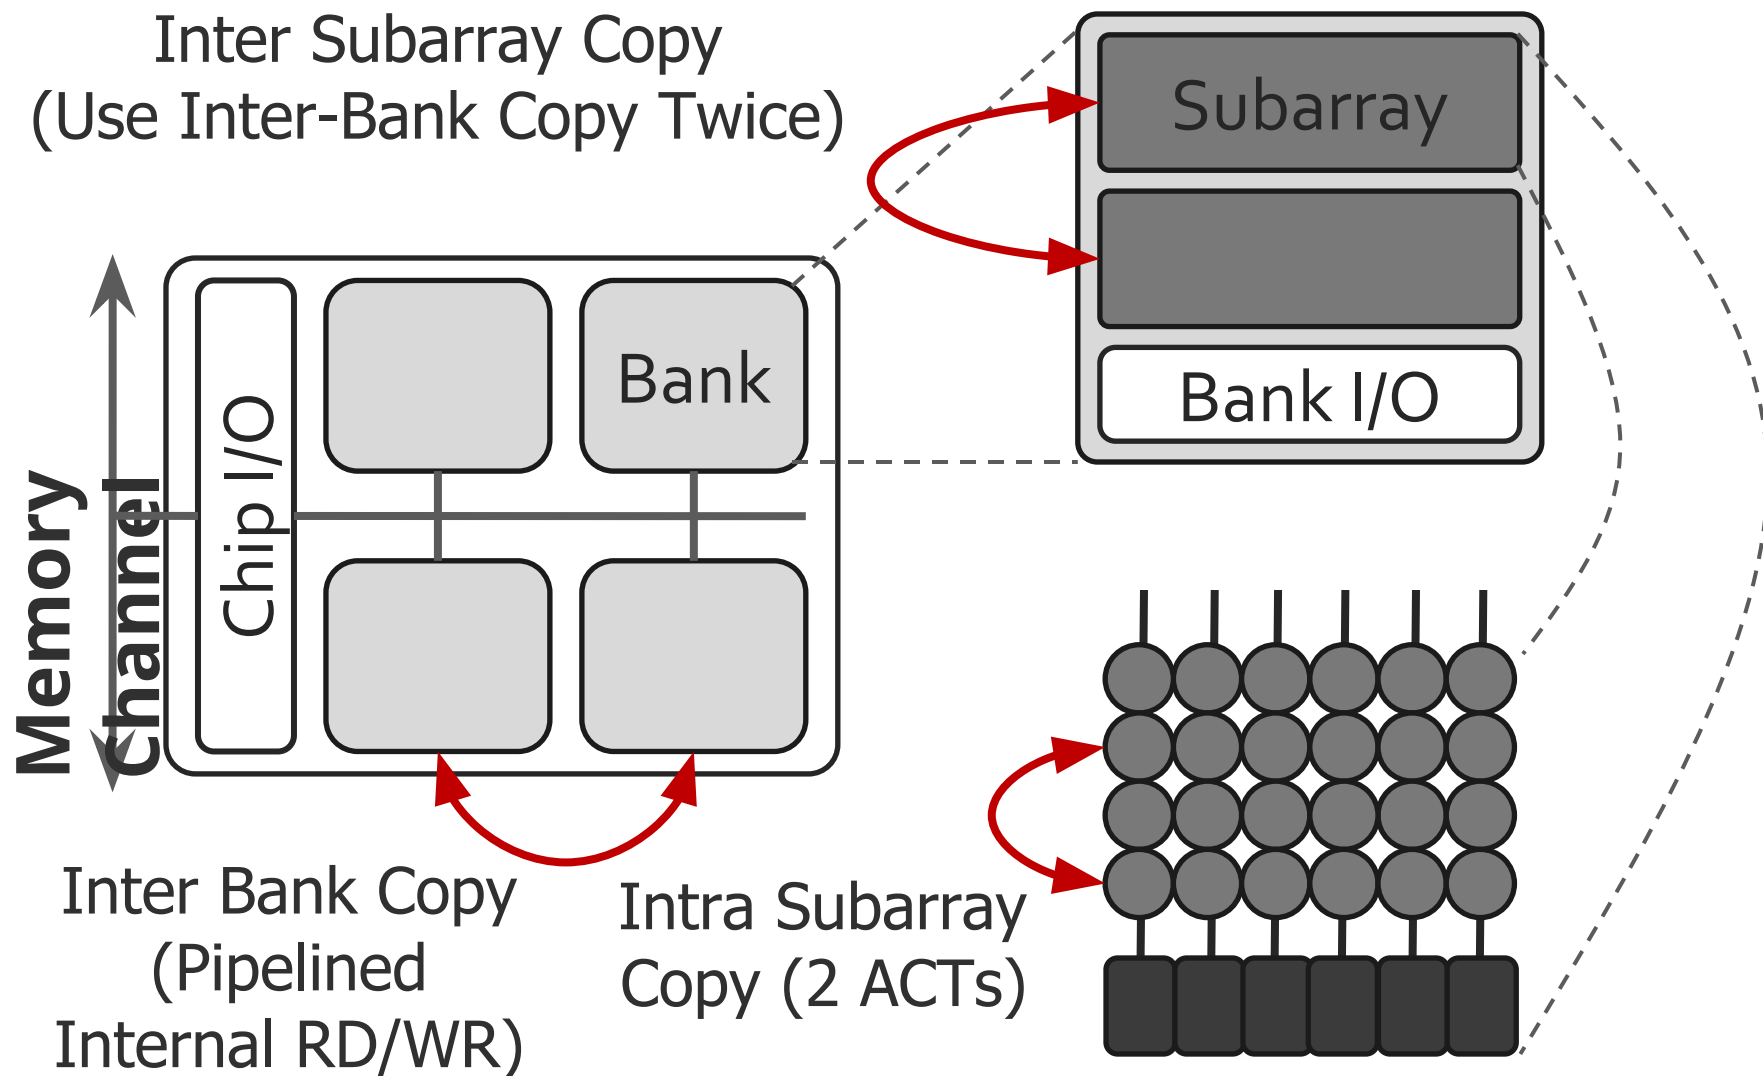 Inter Subarray Copy
(Use Inter-Bank Copy Twice)
Subarray
Bank I/O
Bank
Chip I/O
Memory
Channel
Inter Bank Copy
(Pipelined
Internal RD/WR)
Intra Subarray
Copy (2 ACTs)